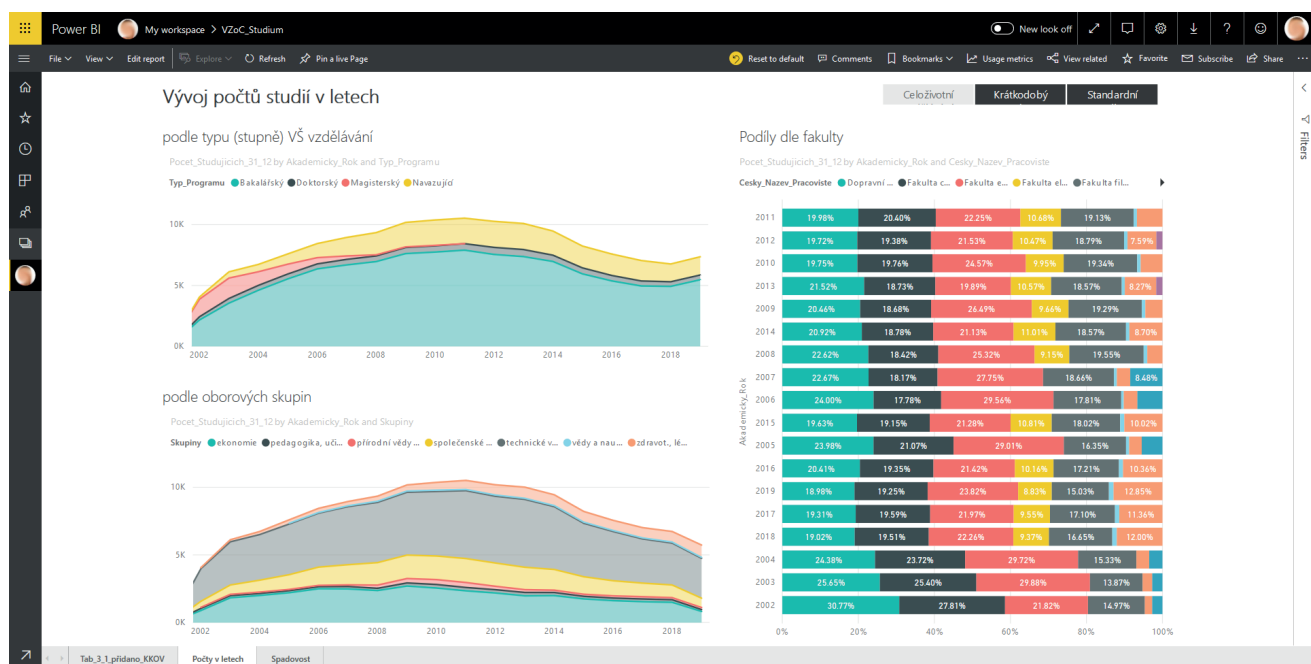 Power BI My workspace > VZoC_Studium New look off
File View Edit report Explore Refresh Pin a live Page Reset to default Comments Bookmarks Usage metrics View related Favorite Subscribe Share ...
Vývoj počtů studií v letech
Celoživotní Krátkodobý Standardní
Filters
podle typu (stupně) VŠ vzdělávání
Pocet_Studujicich_31_12 by Akademicky_Rok and Typ_Programu
Typ_Programu Bakalářský Doktorský Magisterský Navazující
10K
5K
0K
2002 2004 2006 2008 2010 2012 2014 2016 2018
podle oborových skupin
Pocet_Studujicich_31_12 by Akademicky_Rok and Skupiny
Skupiny ekonomie pedagogika, uči... přírodní vědy ... společenské ... technické v... vědy a nau ... zdravot., lé...
10K
5K
0K
2002 2004 2006 2008 2010 2012 2014 2016 2018
Podíly dle fakulty
Pocet_Studujicich_31_12 by Akademicky_Rok and Cesky_Nazev_Pracoviste
Cesky_Nazev_Pracoviste Dopravní ... Fakulta c... Fakulta e... Fakulta el... Fakulta fil...
Akademicky_Rok
2011 19.98% 20.40% 22.25% 10.68% 19.13%
2012 19.72% 19.38% 21.53% 10.47% 18.79% 7.59%
2010 19.75% 19.76% 24.57% 9.95% 19.34%
2013 21.52% 18.73% 19.89% 10.57% 18.57% 8.27%
2009 20.46% 18.68% 26.49% 9.66% 19.29%
2014 20.92% 18.78% 21.13% 11.01% 18.57% 8.70%
2008 22.62% 18.42% 25.32% 9.15% 19.55%
2007 22.67% 18.17% 27.75% 18.66% 8.48%
2006 24.00% 17.78% 29.56% 17.81%
2015 19.63% 19.15% 21.28% 10.81% 18.02% 10.02%
2005 23.98% 21.07% 29.01% 16.35%
2016 20.41% 19.35% 21.42% 10.16% 17.21% 10.36%
2019 18.98% 19.25% 23.82% 8.83% 15.03% 12.85%
2017 19.31% 19.59% 21.97% 9.55% 17.10% 11.36%
2018 19.02% 19.51% 22.26% 9.37% 16.65% 12.00%
2004 24.38% 23.72% 29.72% 15.33%
2003 25.65% 25.40% 29.88% 13.87%
2002 30.77% 27.81% 21.82% 14.97%
0% 20% 40% 60% 80% 100%
Tab_3_1_přidano_KKOV Počty v letech Spadovost